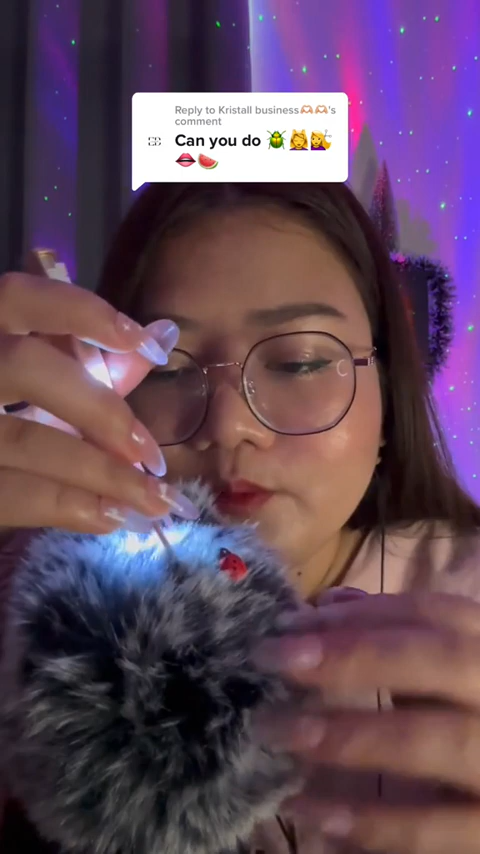 Reply to Kristall business🫶🏼🫶🏼's
comment
Can you do 🪲💆‍♀️💇‍♀️
👄🍉